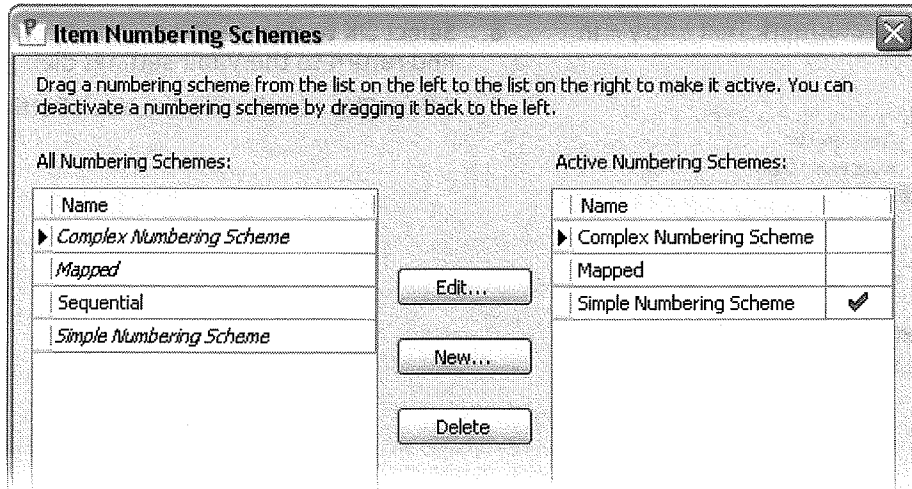 Item Numbering Schemes
Drag a numbering scheme from the list on the left to the list on the right to make it active. You can
deactivate a numbering scheme by dragging it back to the left.
All Numbering Schemes:
Name
Complex Numbering Scheme
Mapped
Sequential
Simple Numbering Scheme
Edit...
New...
Delete
Active Numbering Schemes:
Name
Complex Numbering Scheme
Mapped
Simple Numbering Scheme